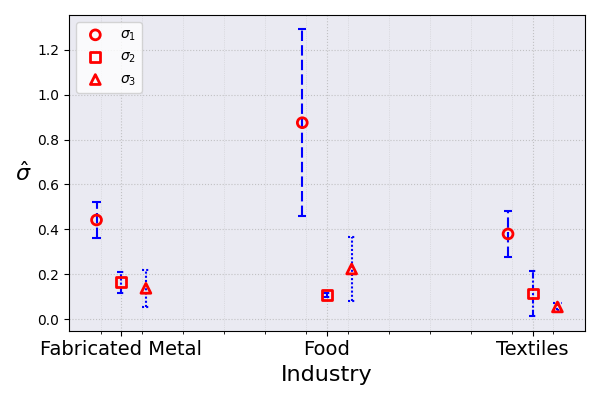 σ₁
σ₂
σ₃
1.2
1.0
0.8
0.6
0.4
0.2
0.0
σ̂
Fabricated Metal Food Textiles
Industry